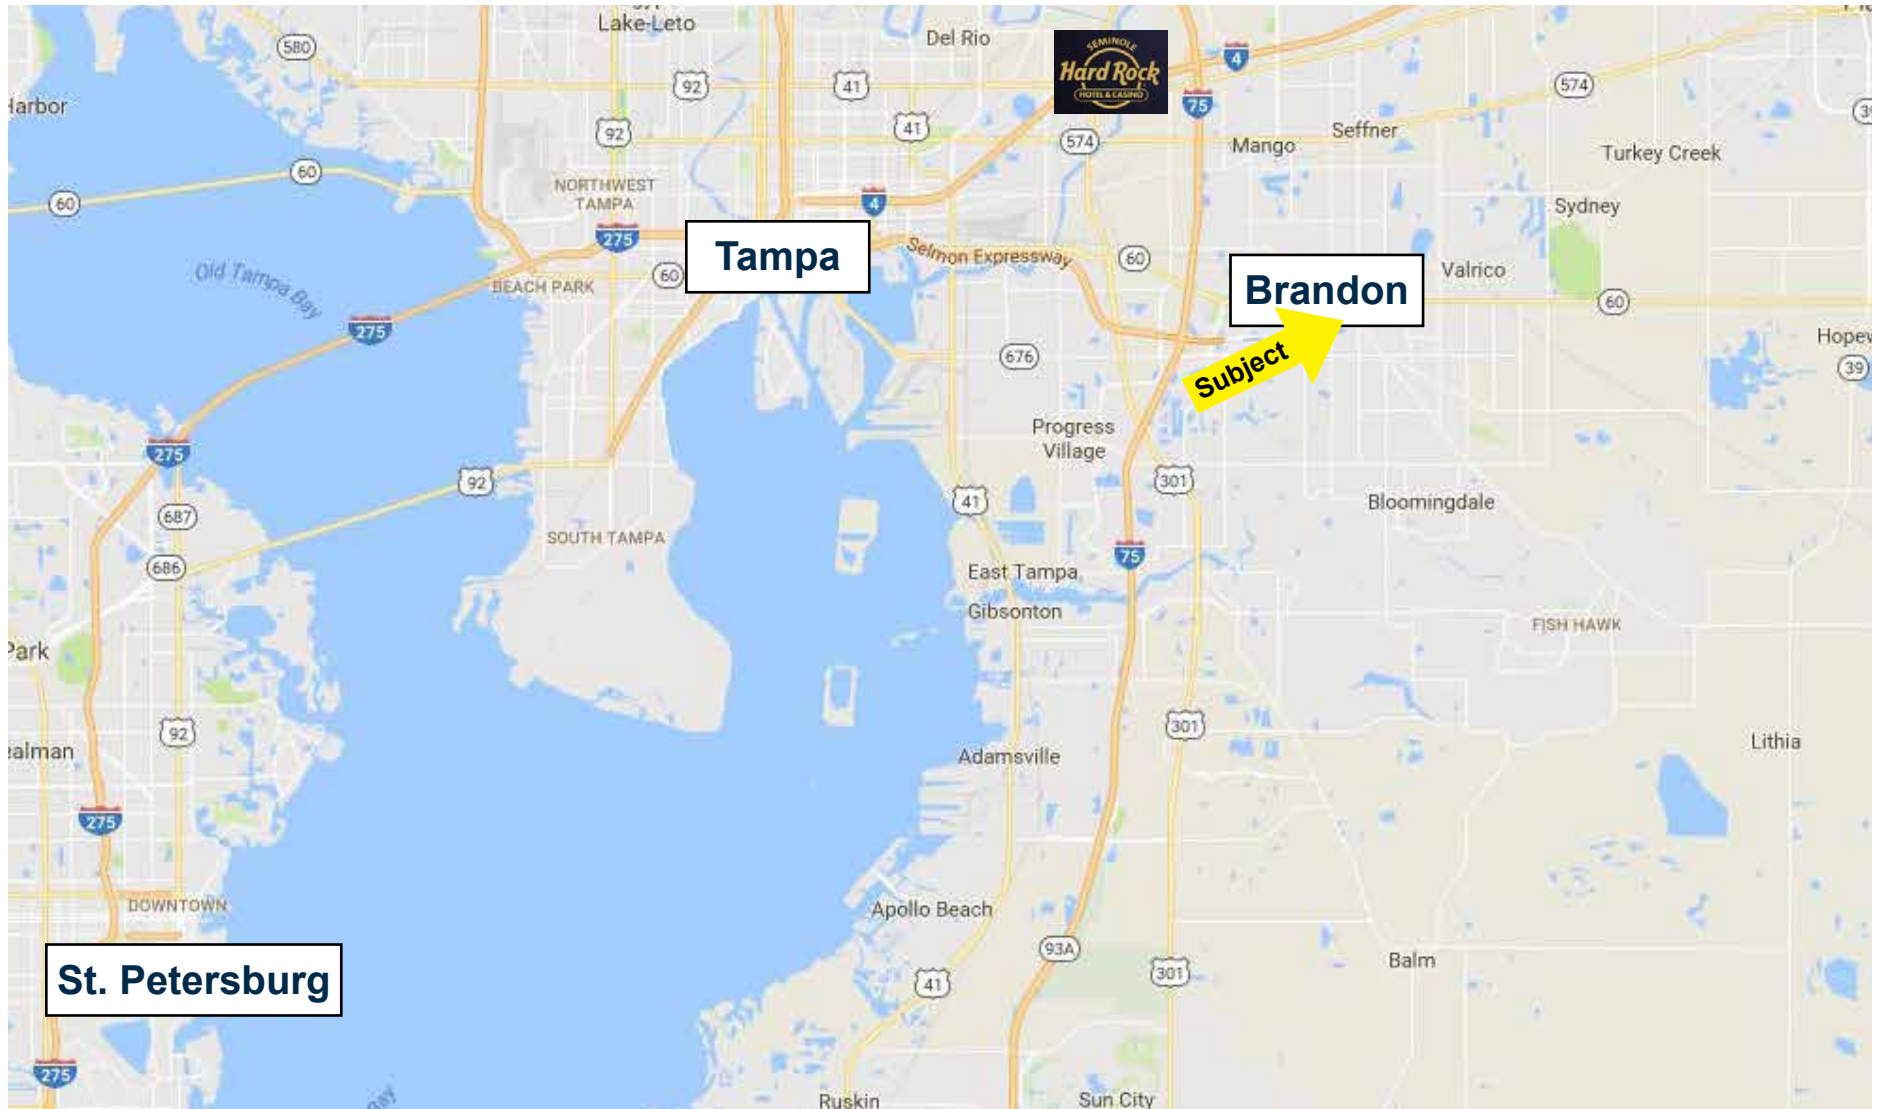 Lake-Leto
Del Rio
SEMINOLE
Hard Rock
HOTEL & CASINO
580
4
92
41
574
75
Harbor
92
41
574
Mango
Seffner
Turkey Creek
60
60
NORTHWEST
TAMPA
4
Sydney
275
Tampa
Selmon Expressway
60
Valrico
Old Tampa Bay
BEACH PARK
60
Brandon
60
275
Subject
676
Hopew
39
Progress
Village
275
92
301
41
Bloomingdale
687
SOUTH TAMPA
75
686
East Tampa
Gibsonton
FISH HAWK
Park
92
301
ealman
Adamsville
Lithia
275
DOWNTOWN
Apollo Beach
93A
Balm
St. Petersburg
41
301
275
Bay
Ruskin
Sun City